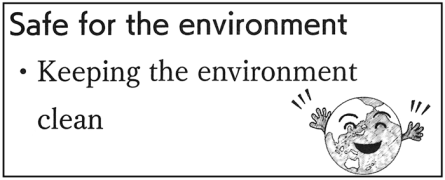 Safe for the environment
• Keeping the environment
clean